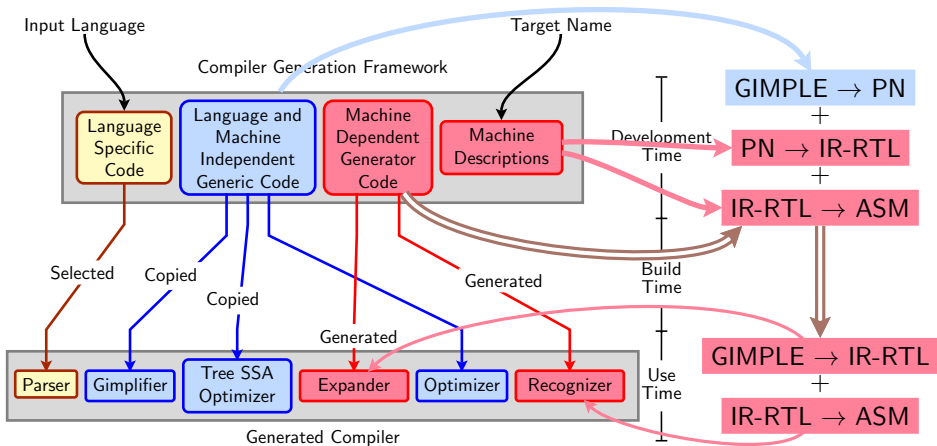 Input Language
Target Name
Compiler Generation Framework
Language
Specific
Code
Language and
Machine
Independent
Generic Code
Machine
Dependent
Generator
Code
Machine
Descriptions
Development
Time
GIMPLE → PN
+
PN → IR-RTL
+
IR-RTL → ASM
Selected
Copied
Copied
Generated
Generated
Build
Time
Parser
Gimplifier
Tree SSA
Optimizer
Expander
Optimizer
Recognizer
Use
Time
GIMPLE → IR-RTL
+
IR-RTL → ASM
Generated Compiler